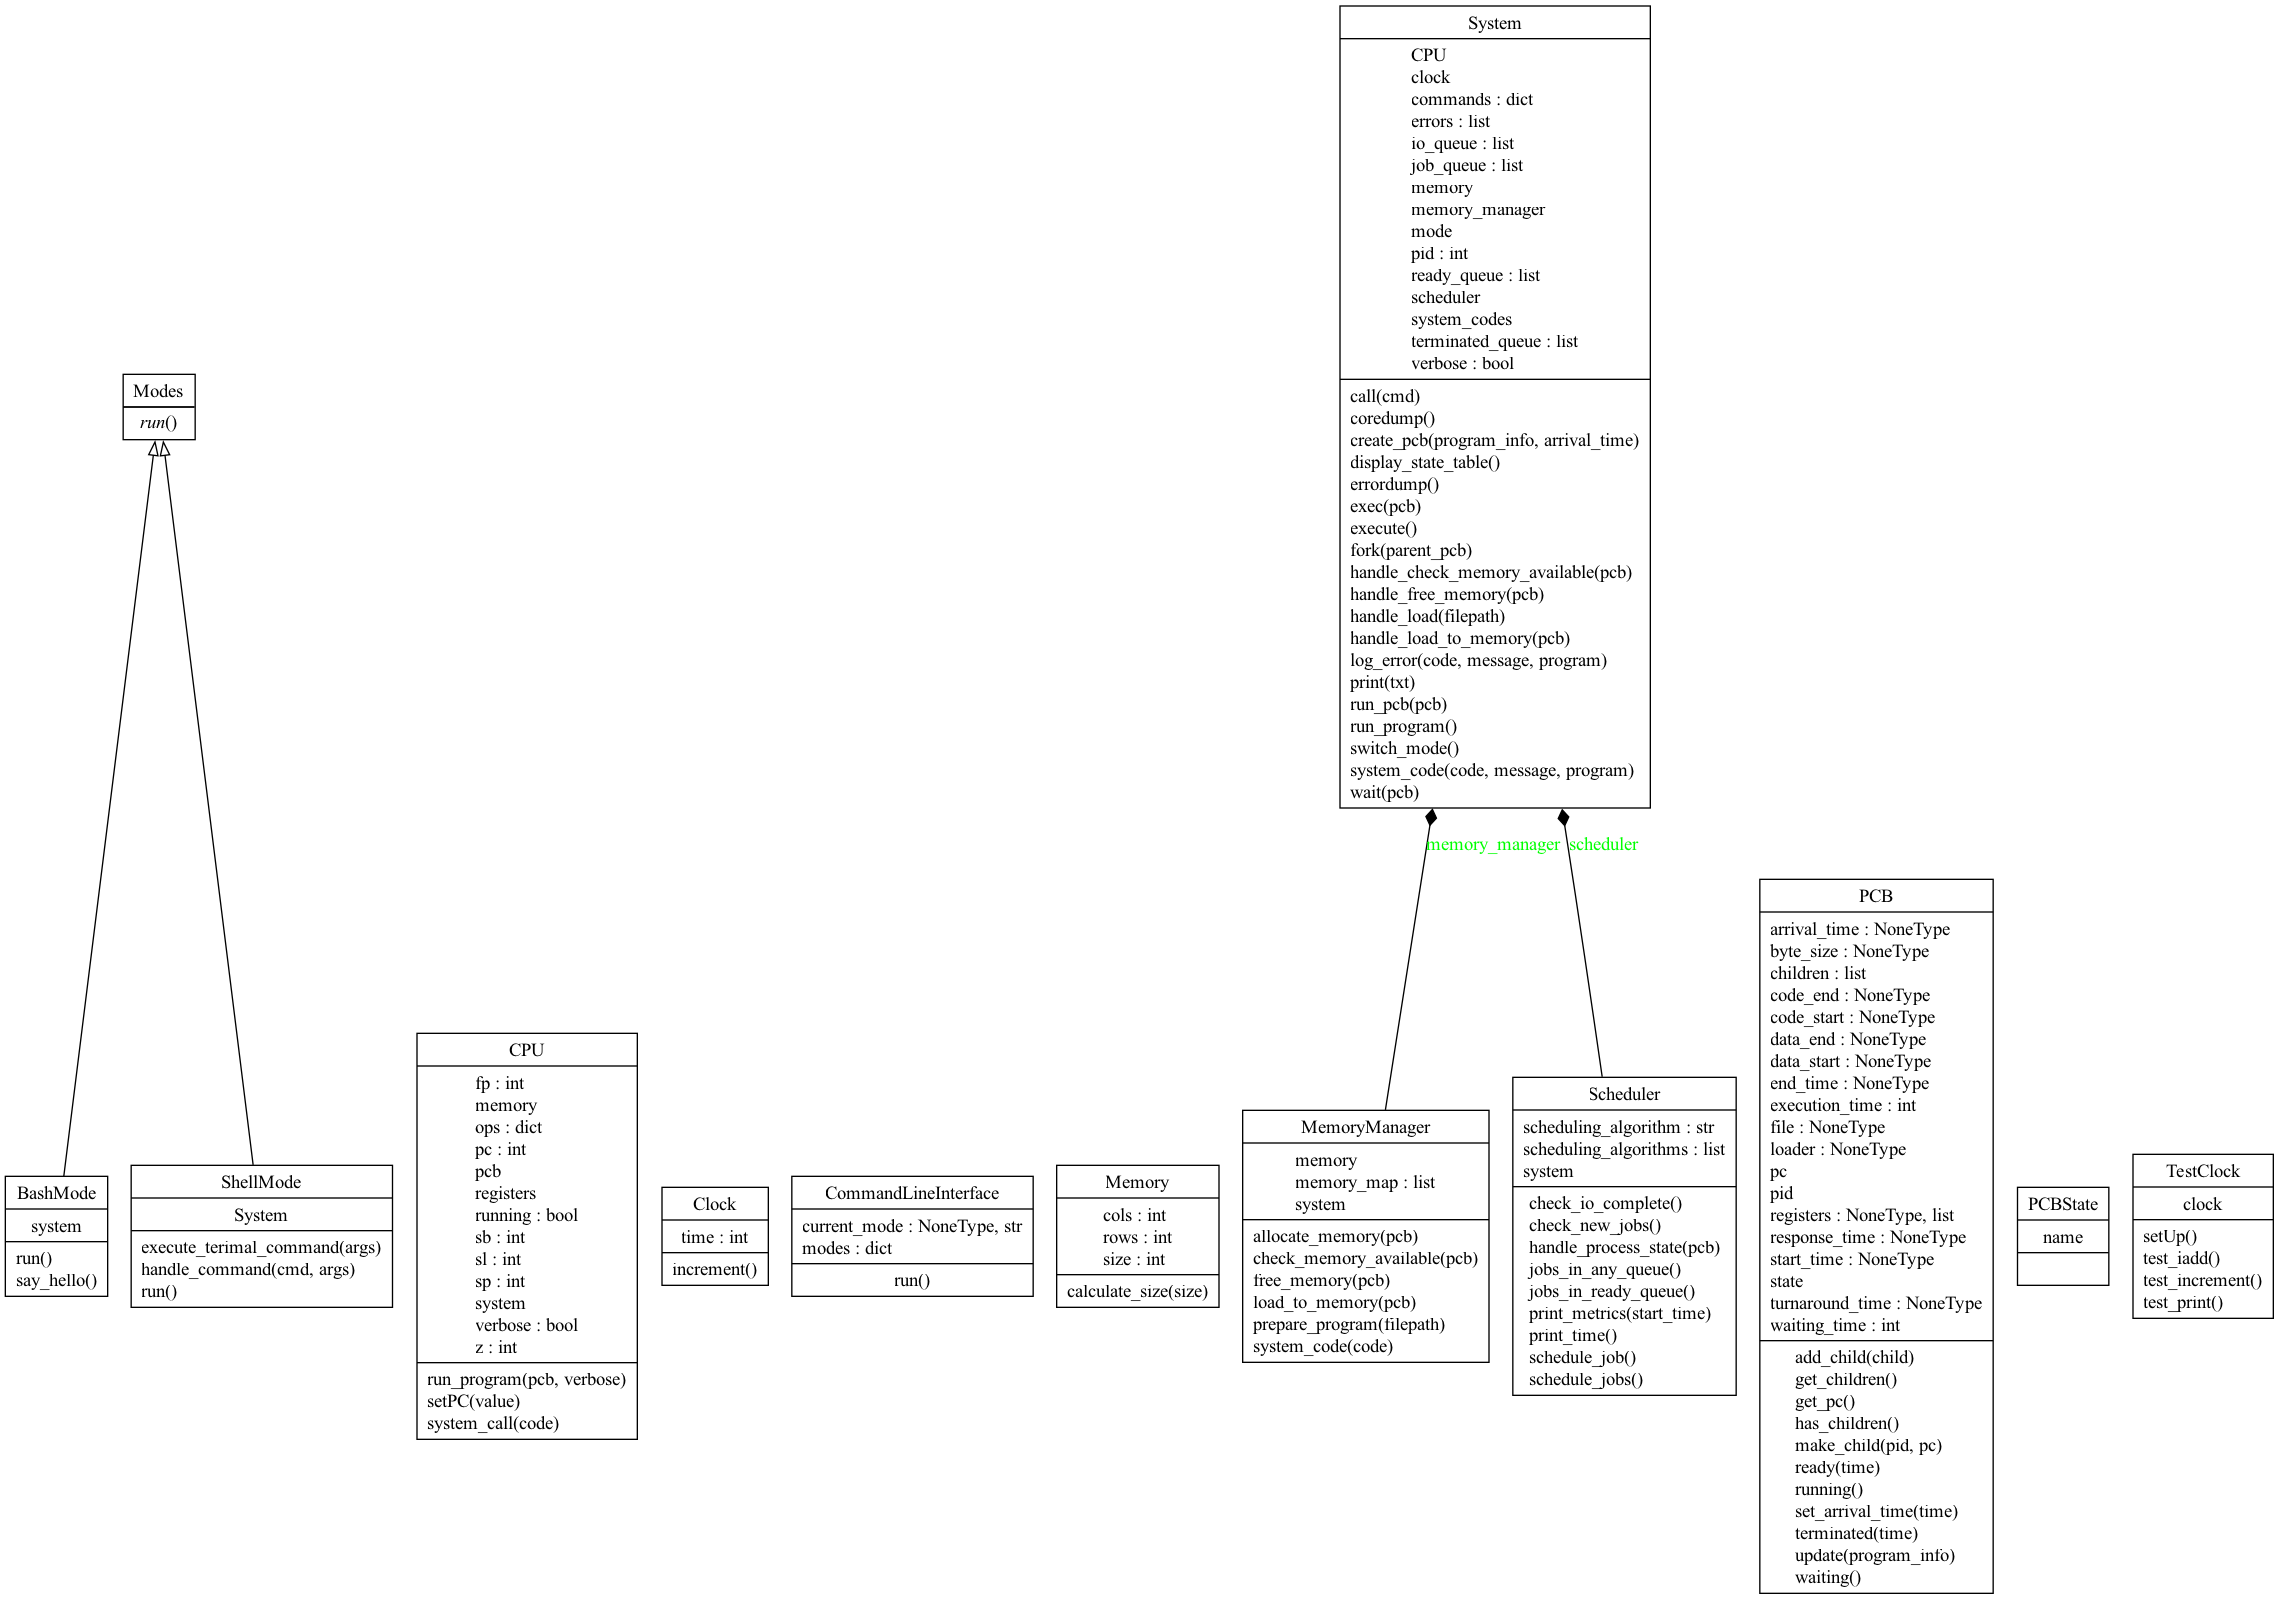 System
CPU
clock
commands : dict
errors : list
io_queue : list
job_queue : list
memory
memory_manager
mode
pid : int
ready_queue : list
scheduler
system_codes
terminated_queue : list
verbose : bool
call(cmd)
coredump()
create_pcb(program_info, arrival_time)
display_state_table()
errordump()
exec(pcb)
execute()
fork(parent_pcb)
handle_check_memory_available(pcb)
handle_free_memory(pcb)
handle_load(filepath)
handle_load_to_memory(pcb)
log_error(code, message, program)
print(txt)
run_pcb(pcb)
run_program()
switch_mode()
system_code(code, message, program)
wait(pcb)
Modes
run()
memory_manager
scheduler
BashMode
system
run()
say_hello()
ShellMode
System
execute_terimal_command(args)
handle_command(cmd, args)
run()
CPU
fp : int
memory
ops : dict
pc : int
pcb
registers
running : bool
sb : int
sl : int
sp : int
system
verbose : bool
z : int
run_program(pcb, verbose)
setPC(value)
system_call(code)
Clock
time : int
increment()
CommandLineInterface
current_mode : NoneType, str
modes : dict
run()
Memory
cols : int
rows : int
size : int
calculate_size(size)
MemoryManager
memory
memory_map : list
system
allocate_memory(pcb)
check_memory_available(pcb)
free_memory(pcb)
load_to_memory(pcb)
prepare_program(filepath)
system_code(code)
Scheduler
scheduling_algorithm : str
scheduling_algorithms : list
system
check_io_complete()
check_new_jobs()
handle_process_state(pcb)
jobs_in_any_queue()
jobs_in_ready_queue()
print_metrics(start_time)
print_time()
schedule_job()
schedule_jobs()
PCB
arrival_time : NoneType
byte_size : NoneType
children : list
code_end : NoneType
code_start : NoneType
data_end : NoneType
data_start : NoneType
end_time : NoneType
execution_time : int
file : NoneType
loader : NoneType
pc
pid
registers : NoneType, list
response_time : NoneType
start_time : NoneType
state
turnaround_time : NoneType
waiting_time : int
add_child(child)
get_children()
get_pc()
has_children()
make_child(pid, pc)
ready(time)
running()
set_arrival_time(time)
terminated(time)
update(program_info)
waiting()
PCBState
name
TestClock
clock
setUp()
test_iadd()
test_increment()
test_print()